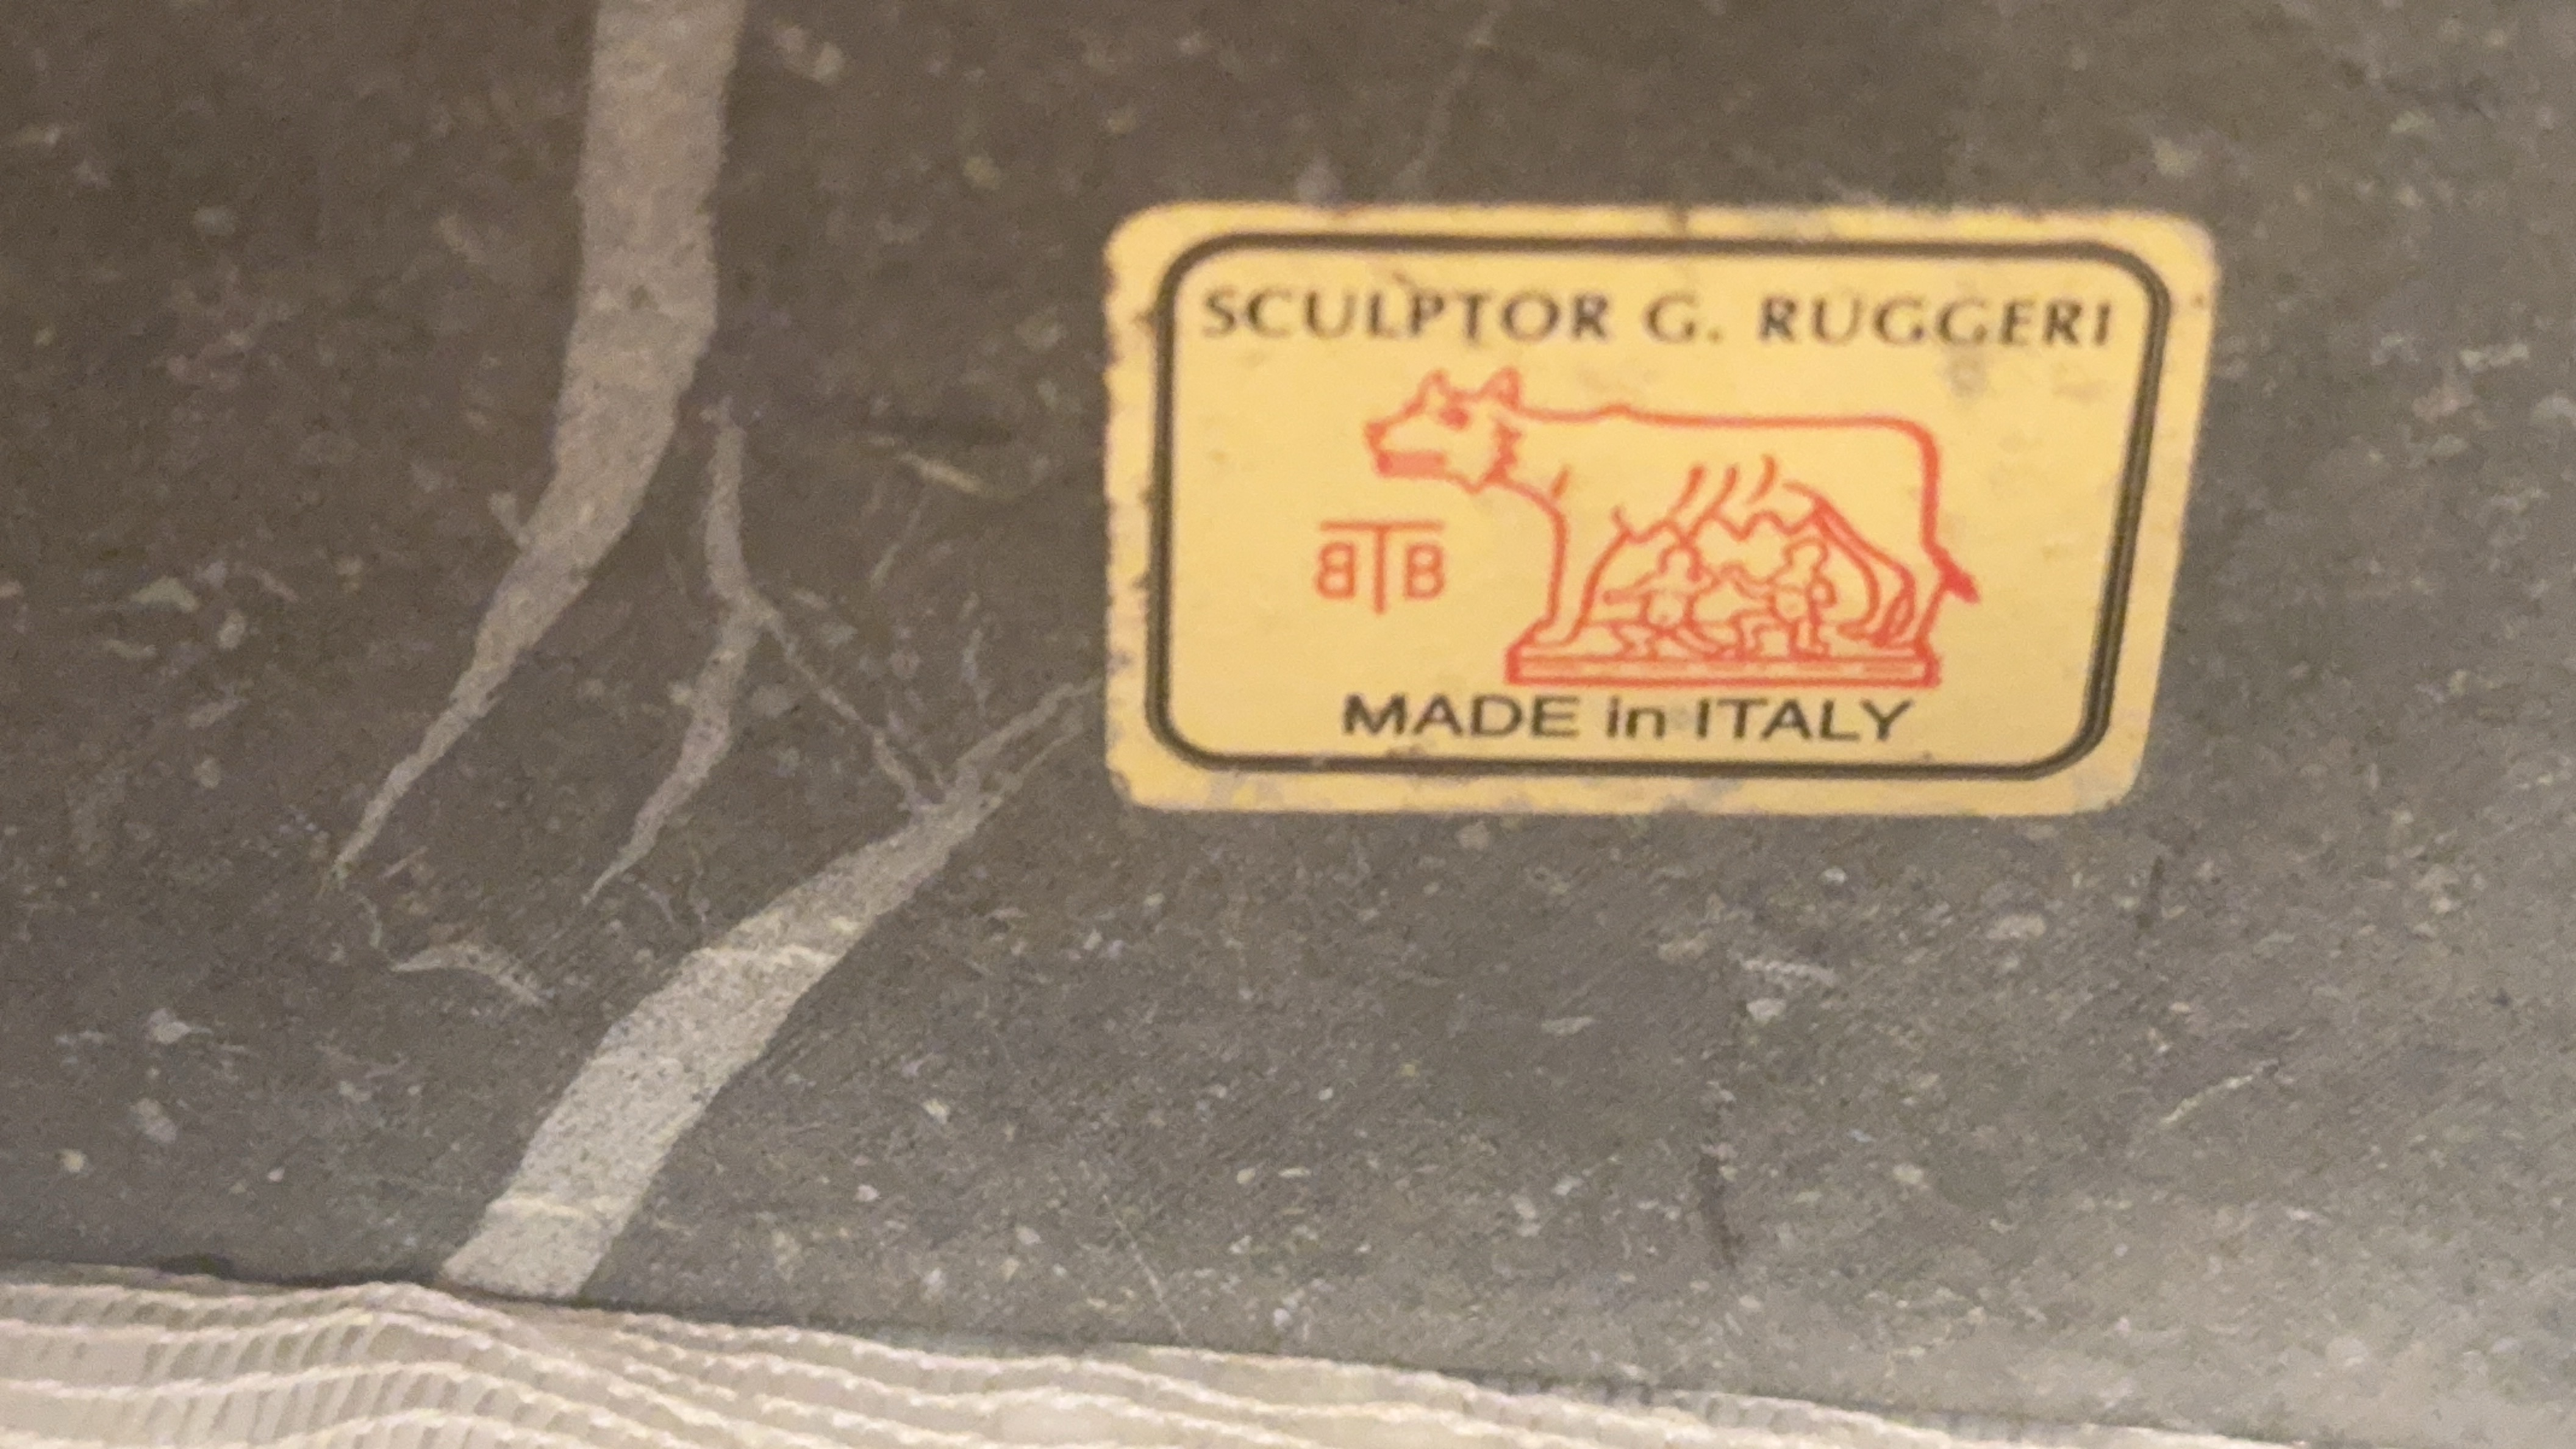 SCULPTOR G. RUGGERI
BTB
MADE in ITALY